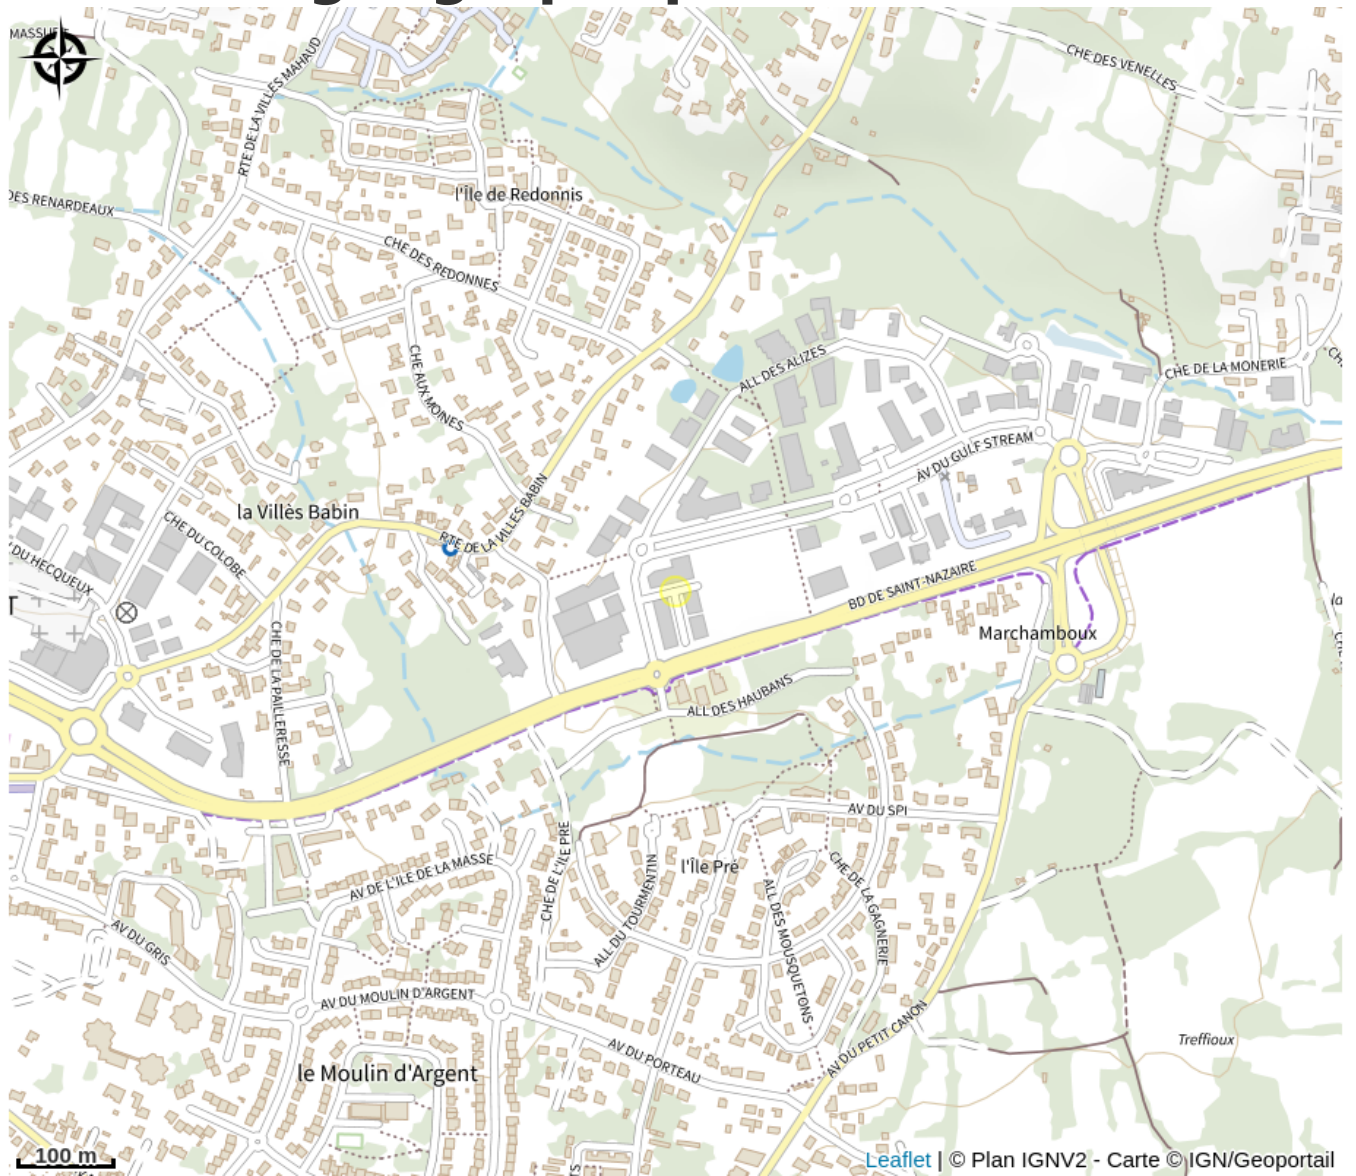 MASSUE
CHE DES VENELLES
RTE DE LA VILLES MAHAUD
l'Île de Redonnis
DES RENARDEAUX
CHE DES REDONNES
CHE AUX MOINES
ALL DES ALIZES
CHE DE LA MONERIE
AV DU GULF STREAM
la Villès Babin
RTE DE LA VILLES BABIN
CHE DU COLOBE
DU HECQUEUX
T
BD DE SAINT-NAZAIRE
la
Marchamboux
CHE DE LA PAILLERESSE
ALL DES HAUBANS
AV DU SPI
CHE DE L'ILE PRE
AV DE L'ILE DE LA MASSE
l'Île Pré
CHE DE LA GAGNERIE
ALL DU TOURMENTIN
ALL DES MOUSQUETONS
AV DU GRIS
AV DU MOULIN D'ARGENT
AV DU PETIT CANON
Treffioux
AV DU PORTEAU
le Moulin d'Argent
100 m
Leaflet | © Plan IGNV2 - Carte © IGN/Geoportail